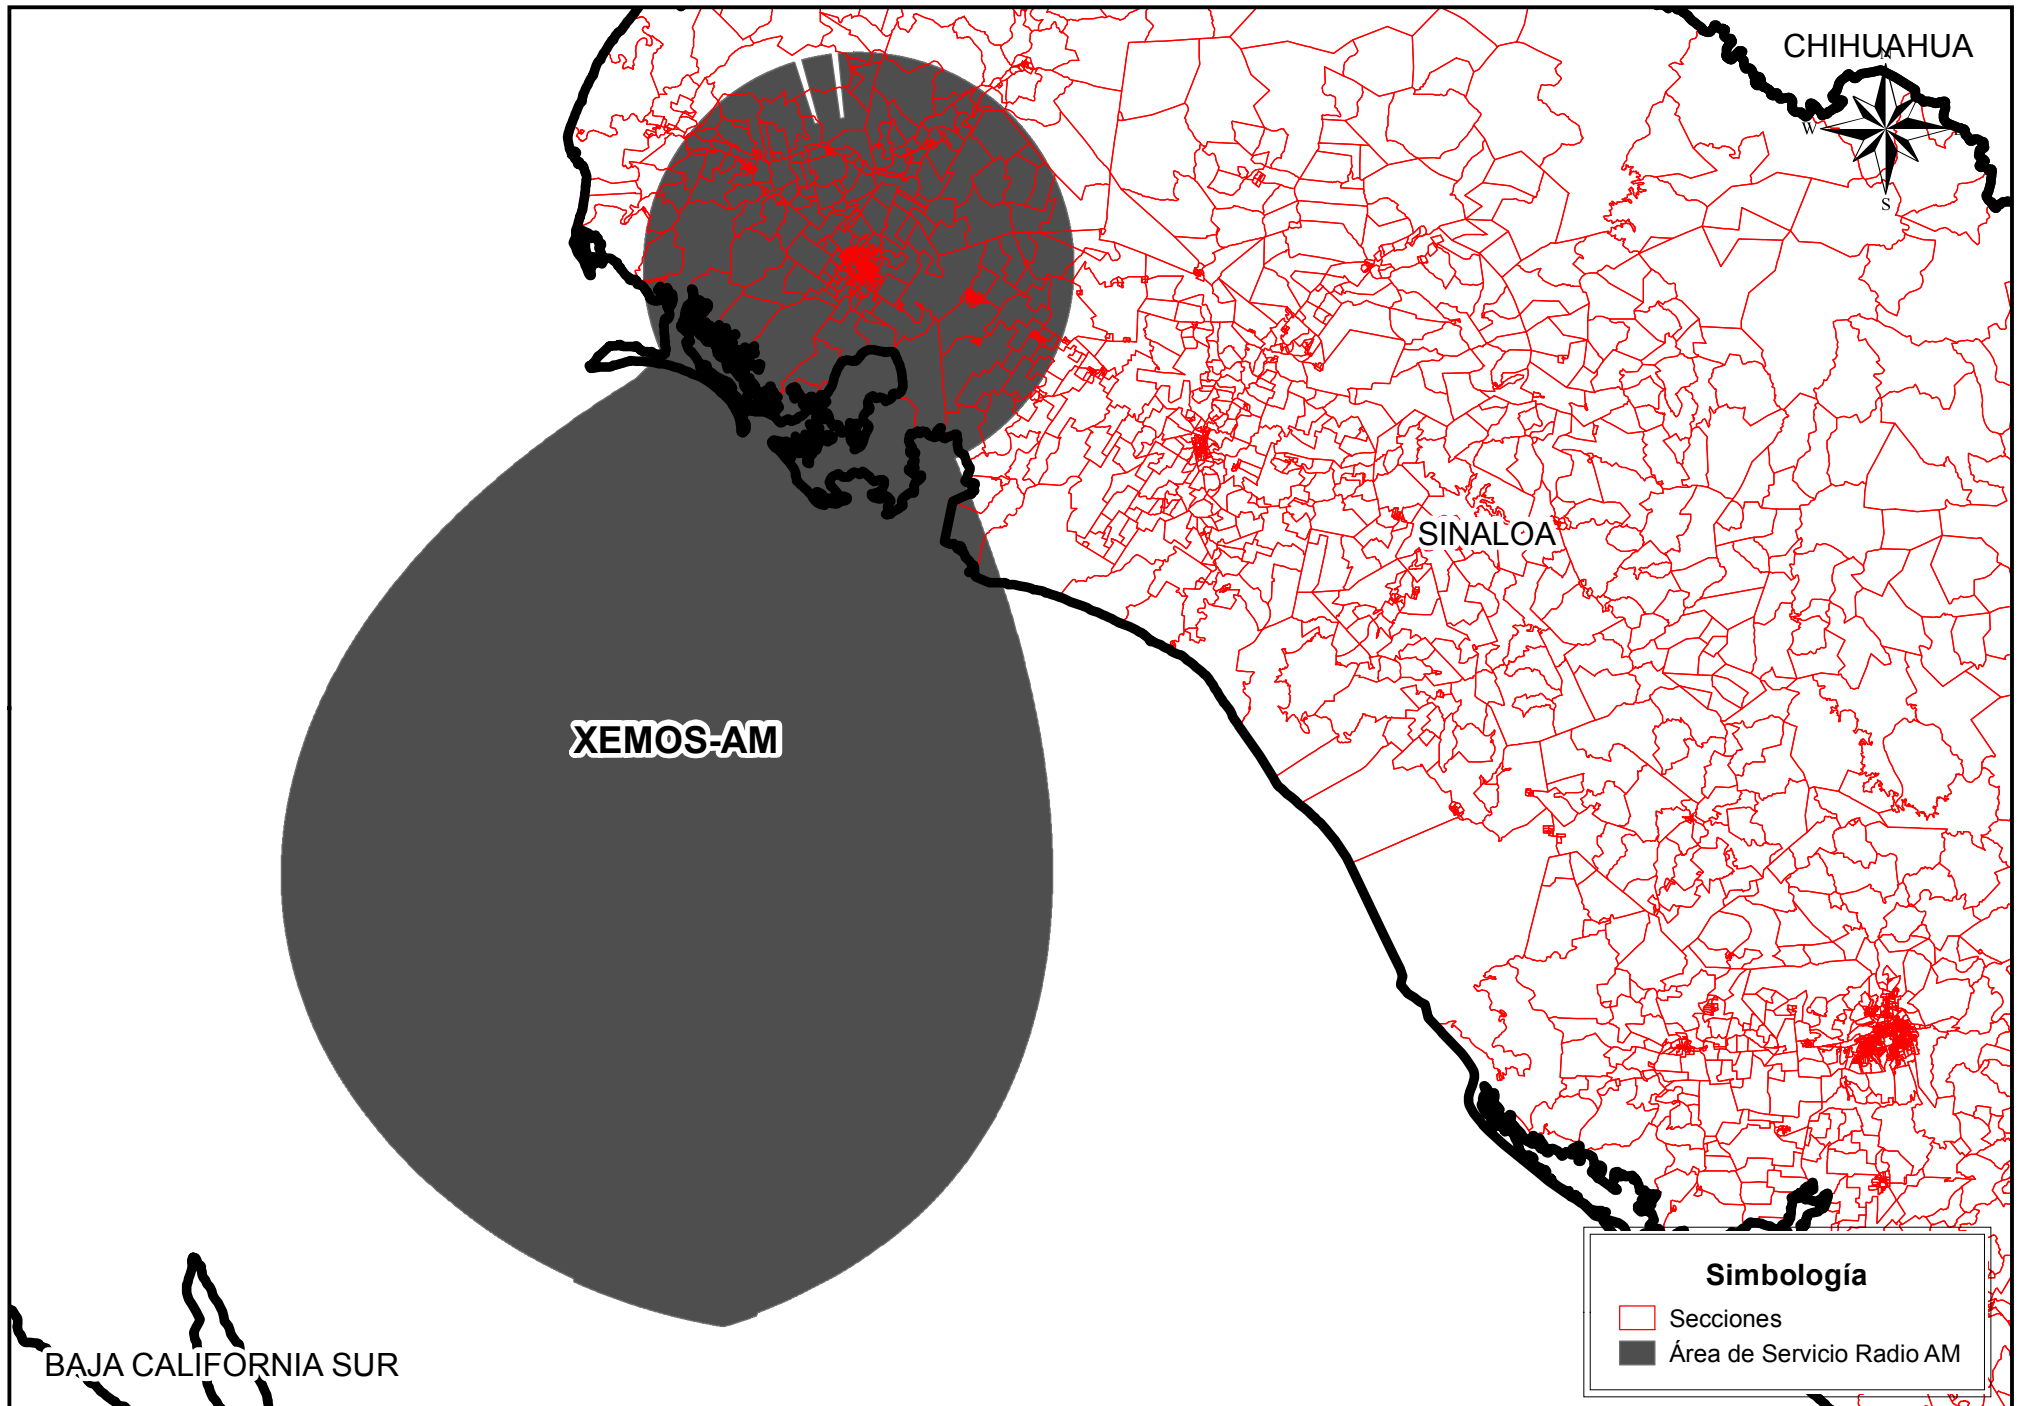 CHIHUAHUA
N
W
S
SINALOA
XEMOS-AM
Simbología
Secciones
Área de Servicio Radio AM
BAJA CALIFORNIA SUR